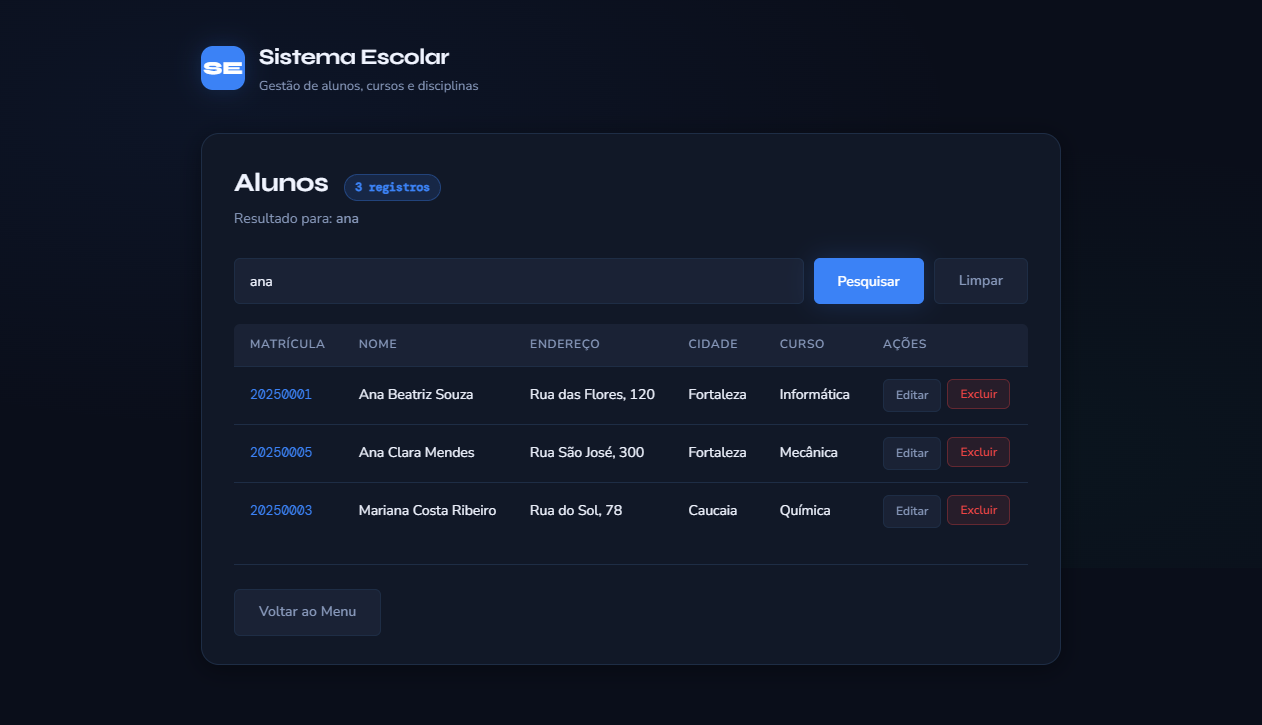 SE
Sistema Escolar
Gestão de alunos, cursos e disciplinas
Alunos 3 registros
Resultado para: ana
ana Pesquisar Limpar
MATRÍCULA NOME ENDEREÇO CIDADE CURSO AÇÕES
20250001 Ana Beatriz Souza Rua das Flores, 120 Fortaleza Informática Editar Excluir
20250005 Ana Clara Mendes Rua São José, 300 Fortaleza Mecânica Editar Excluir
20250003 Mariana Costa Ribeiro Rua do Sol, 78 Caucaia Química Editar Excluir
Voltar ao Menu